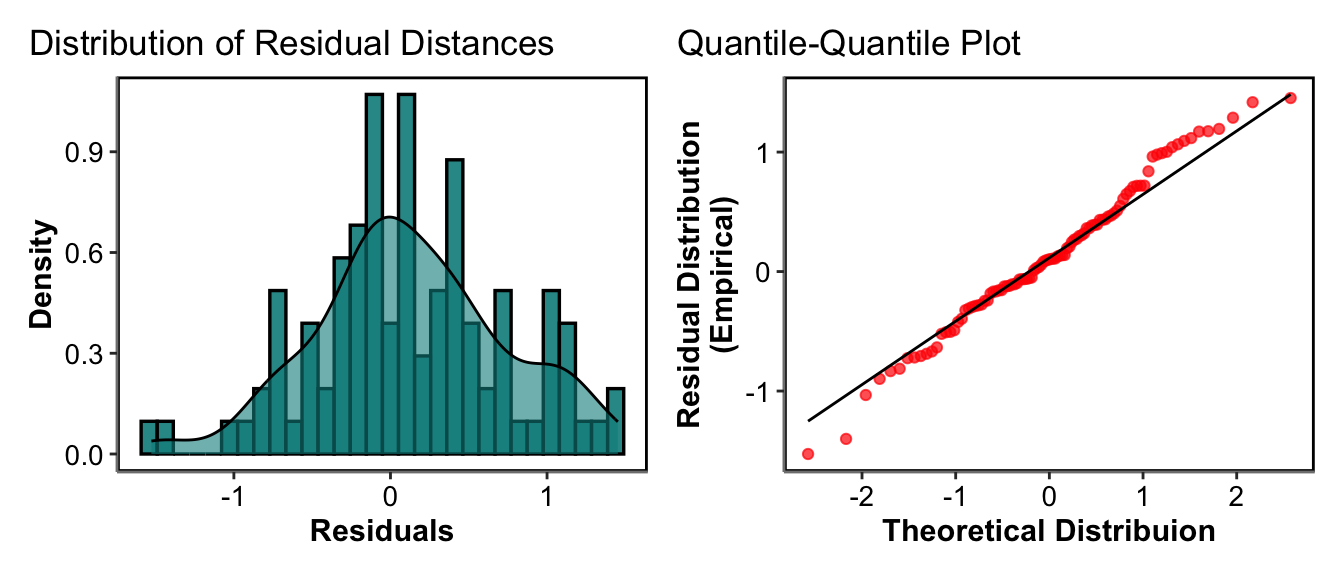 Distribution of Residual Distances
Density
0.9
0.6
0.3
0.0
-1
0
1
Residuals
Quantile-Quantile Plot
Residual Distribution
(Empirical)
1
0
-1
-2
-1
0
1
2
Theoretical Distribuion